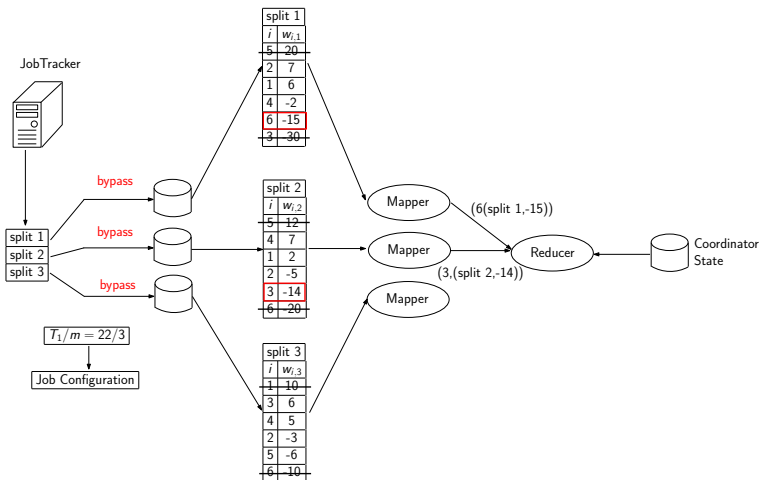 JobTracker
split 1
split 2
split 3
bypass
bypass
bypass
T₁/m = 22/3
Job Configuration
split 1
i w_{i,1}
5 20
2 7
1 6
4 -2
6 -15
3 -30
split 2
i w_{i,2}
5 12
4 7
1 2
2 -5
3 -14
6 -20
split 3
i w_{i,3}
1 10
3 6
4 5
2 -3
5 -6
6 -10
Mapper
Mapper
Mapper
(6(split 1,-15))
(3,(split 2,-14))
Reducer
Coordinator
State